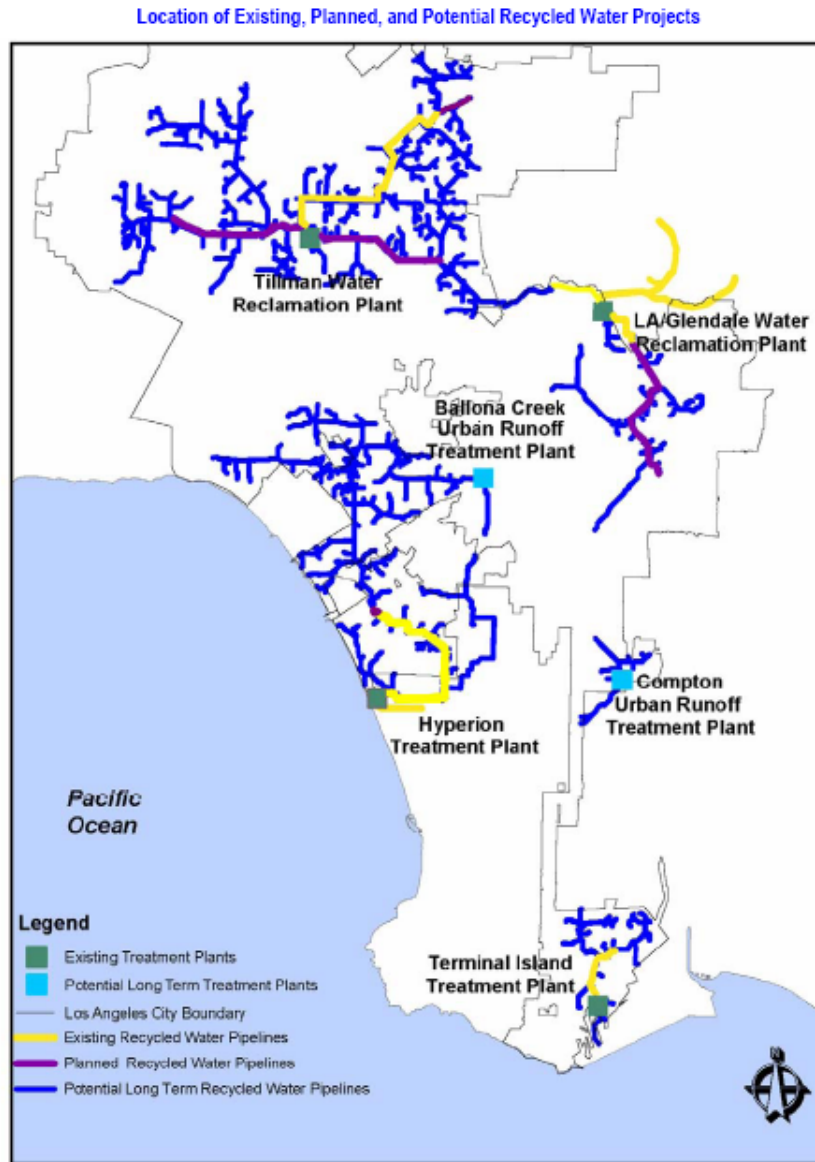 Location of Existing, Planned, and Potential Recycled Water Projects
Tillman Water
Reclamation Plant
LA/Glendale Water
Reclamation Plant
Ballona Creek
Urban Runoff
Treatment Plant
Compton
Urban Runoff
Treatment Plant
Hyperion
Treatment Plant
Pacific
Ocean
Terminal Island
Treatment Plant
Legend
Existing Treatment Plants
Potential Long Term Treatment Plants
Los Angeles City Boundary
Existing Recycled Water Pipelines
Planned Recycled Water Pipelines
Potential Long Term Recycled Water Pipelines